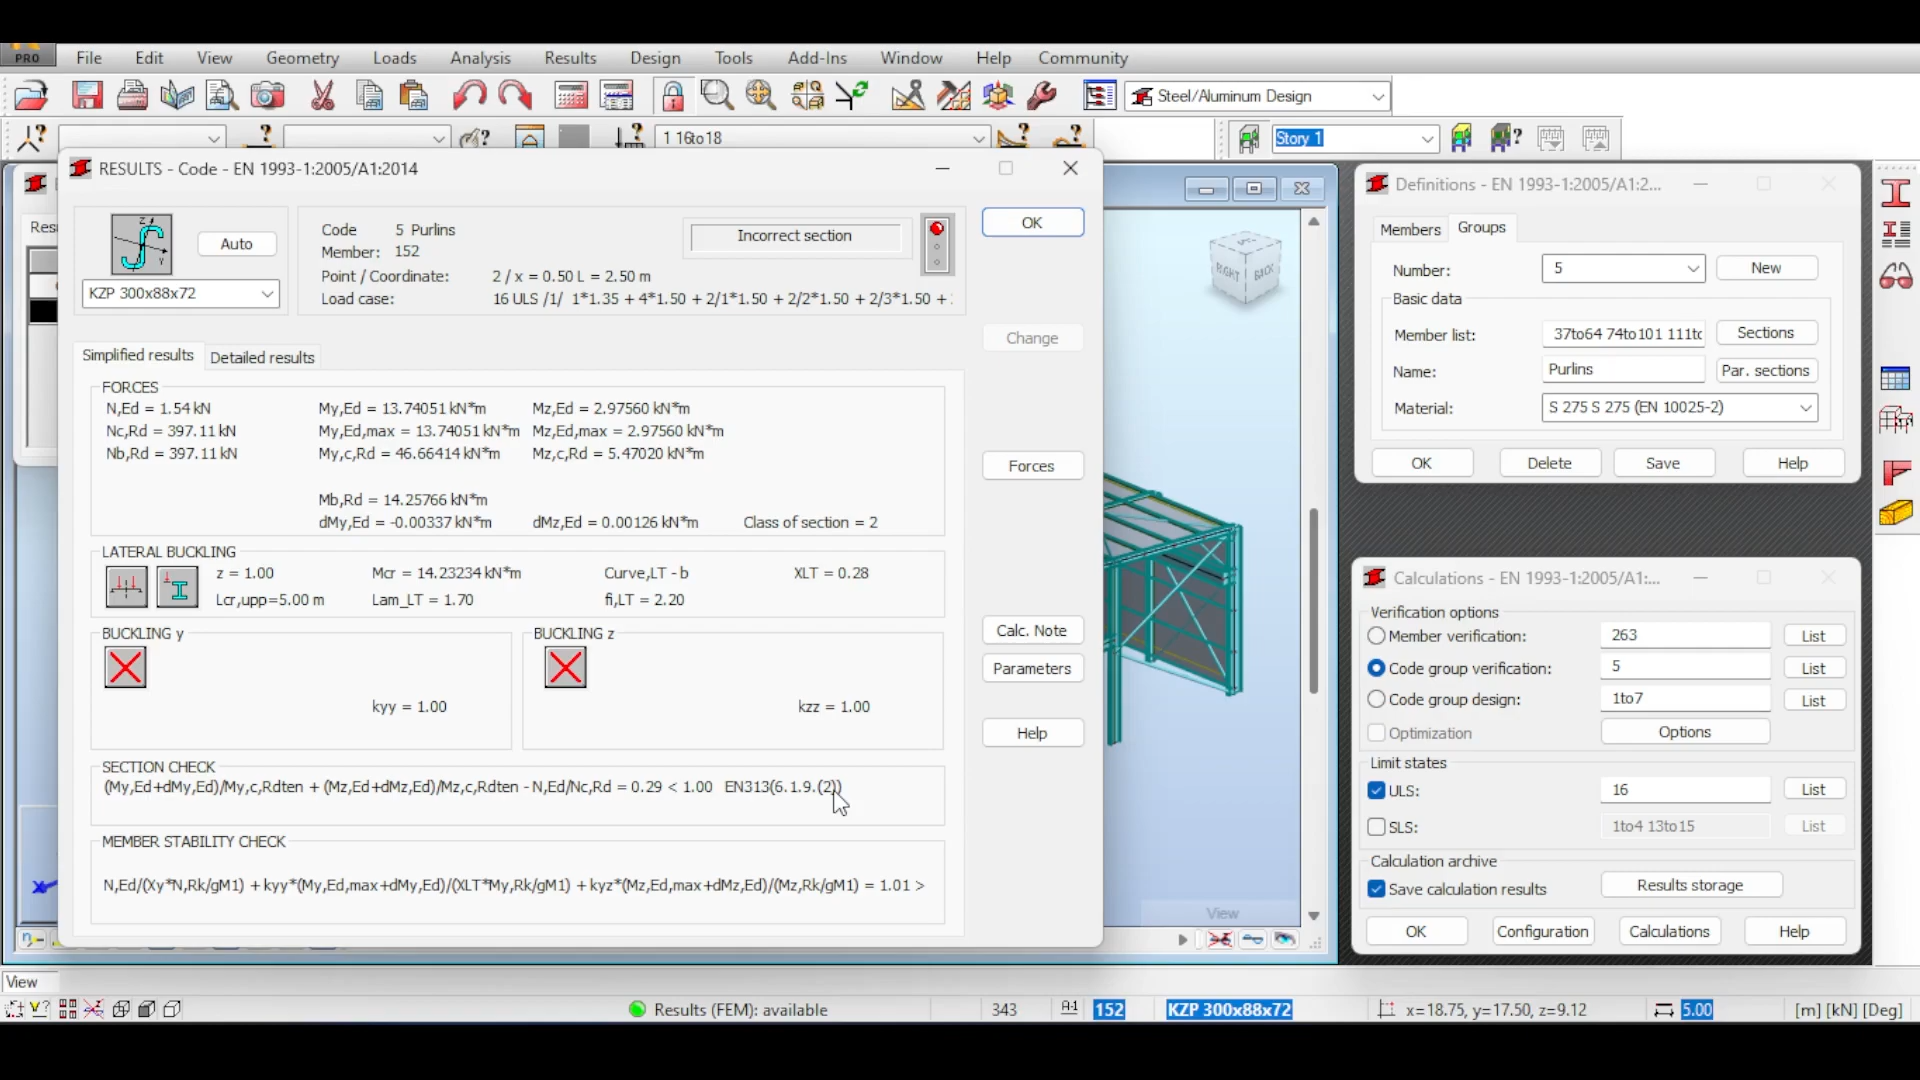 PRO
File Edit View Geometry Loads Analysis Results Design Tools Add-Ins Window Help Community
Steel/Aluminum Design
1 16to18
Story 1
RESULTS - Code - EN 1993-1:2005/A1:2014
Auto
KZP 300x88x72
Code 5 Purlins
Member: 152
Point / Coordinate: 2 / x = 0.50 L = 2.50 m
Load case: 16 ULS /1/ 1*1.35 + 4*1.50 + 2/1*1.50 + 2/2*1.50 + 2/3*1.50 +
Incorrect section
OK
Change
Forces
Calc. Note
Parameters
Help
Simplified results Detailed results
FORCES
N,Ed = 1.54 kN My,Ed = 13.74051 kN*m Mz,Ed = 2.97560 kN*m
Nc,Rd = 397.11 kN My,Ed,max = 13.74051 kN*m Mz,Ed,max = 2.97560 kN*m
Nb,Rd = 397.11 kN My,c,Rd = 46.66414 kN*m Mz,c,Rd = 5.47020 kN*m
Mb,Rd = 14.25766 kN*m
dMy,Ed = -0.00337 kN*m dMz,Ed = 0.00126 kN*m Class of section = 2
LATERAL BUCKLING
z = 1.00 Mcr = 14.23234 kN*m Curve,LT - b XLT = 0.28
Lcr,upp=5.00 m Lam_LT = 1.70 fi,LT = 2.20
BUCKLING y BUCKLING z
kyy = 1.00 kzz = 1.00
SECTION CHECK
(My,Ed+dMy,Ed)/My,c,Rdten + (Mz,Ed+dMz,Ed)/Mz,c,Rdten - N,Ed/Nc,Rd = 0.29 < 1.00 EN313(6.1.9.(2))
MEMBER STABILITY CHECK
N,Ed/(Xy*N,Rk/gM1) + kyy*(My,Ed,max+dMy,Ed)/(XLT*My,Rk/gM1) + kyz*(Mz,Ed,max+dMz,Ed)/(Mz,Rk/gM1) = 1.01 >
RIGHT BACK
View
Definitions - EN 1993-1:2005/A1:2...
Members Groups
Number: 5 New
Basic data
Member list: 37to64 74to101 111tc Sections
Name: Purlins Par. sections
Material: S 275 S 275 (EN 10025-2)
OK Delete Save Help
Calculations - EN 1993-1:2005/A1:...
Verification options
Member verification: 263 List
Code group verification: 5 List
Code group design: 1to7 List
Optimization Options
Limit states
ULS: 16 List
SLS: 1to4 13to15 List
Calculation archive
Save calculation results Results storage
OK Configuration Calculations Help
View
Results (FEM): available 343 152 KZP 300x88x72 x=18.75, y=17.50, z=9.12 5.00 [m] [kN] [Deg]